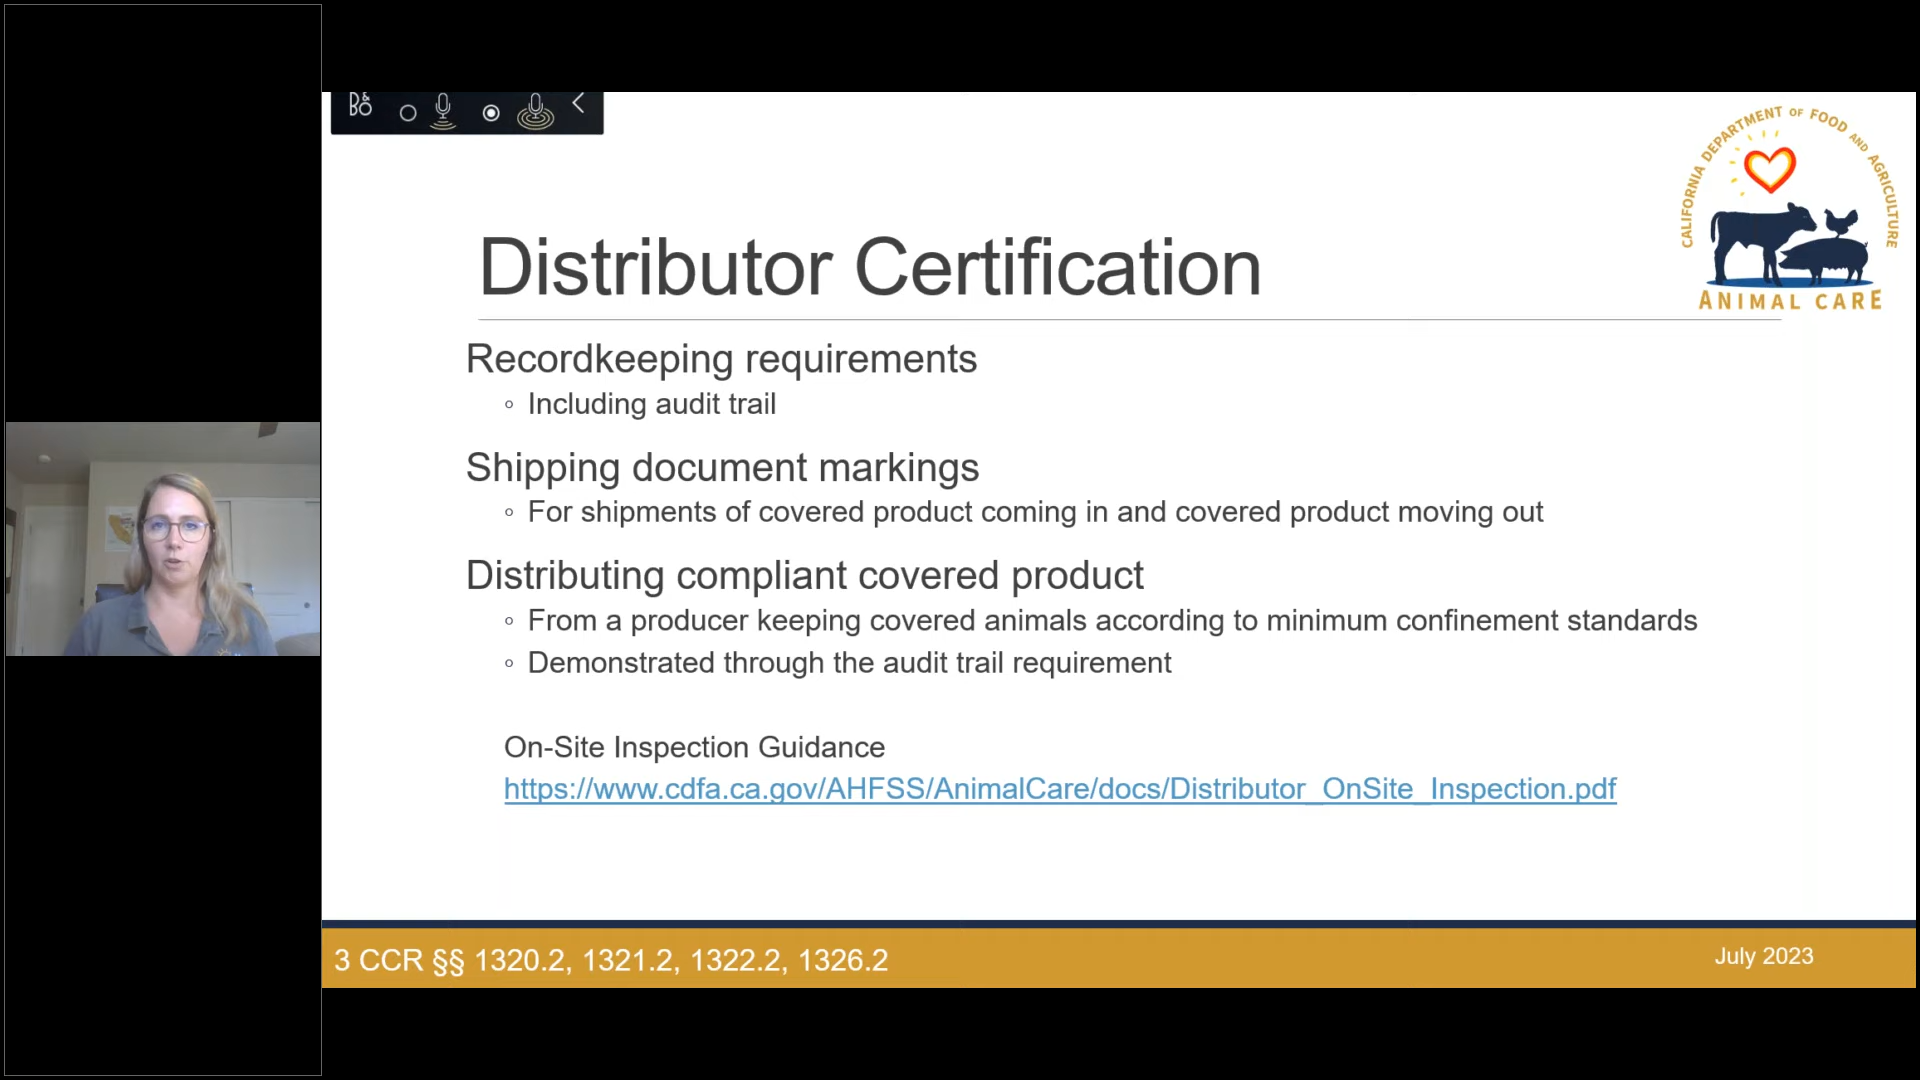 B&O
CALIFORNIA DEPARTMENT OF FOOD AND AGRICULTURE
ANIMAL CARE
Distributor Certification
Recordkeeping requirements
◦ Including audit trail
Shipping document markings
◦ For shipments of covered product coming in and covered product moving out
Distributing compliant covered product
◦ From a producer keeping covered animals according to minimum confinement standards
◦ Demonstrated through the audit trail requirement
On-Site Inspection Guidance
https://www.cdfa.ca.gov/AHFSS/AnimalCare/docs/Distributor_OnSite_Inspection.pdf
3 CCR §§ 1320.2, 1321.2, 1322.2, 1326.2
July 2023